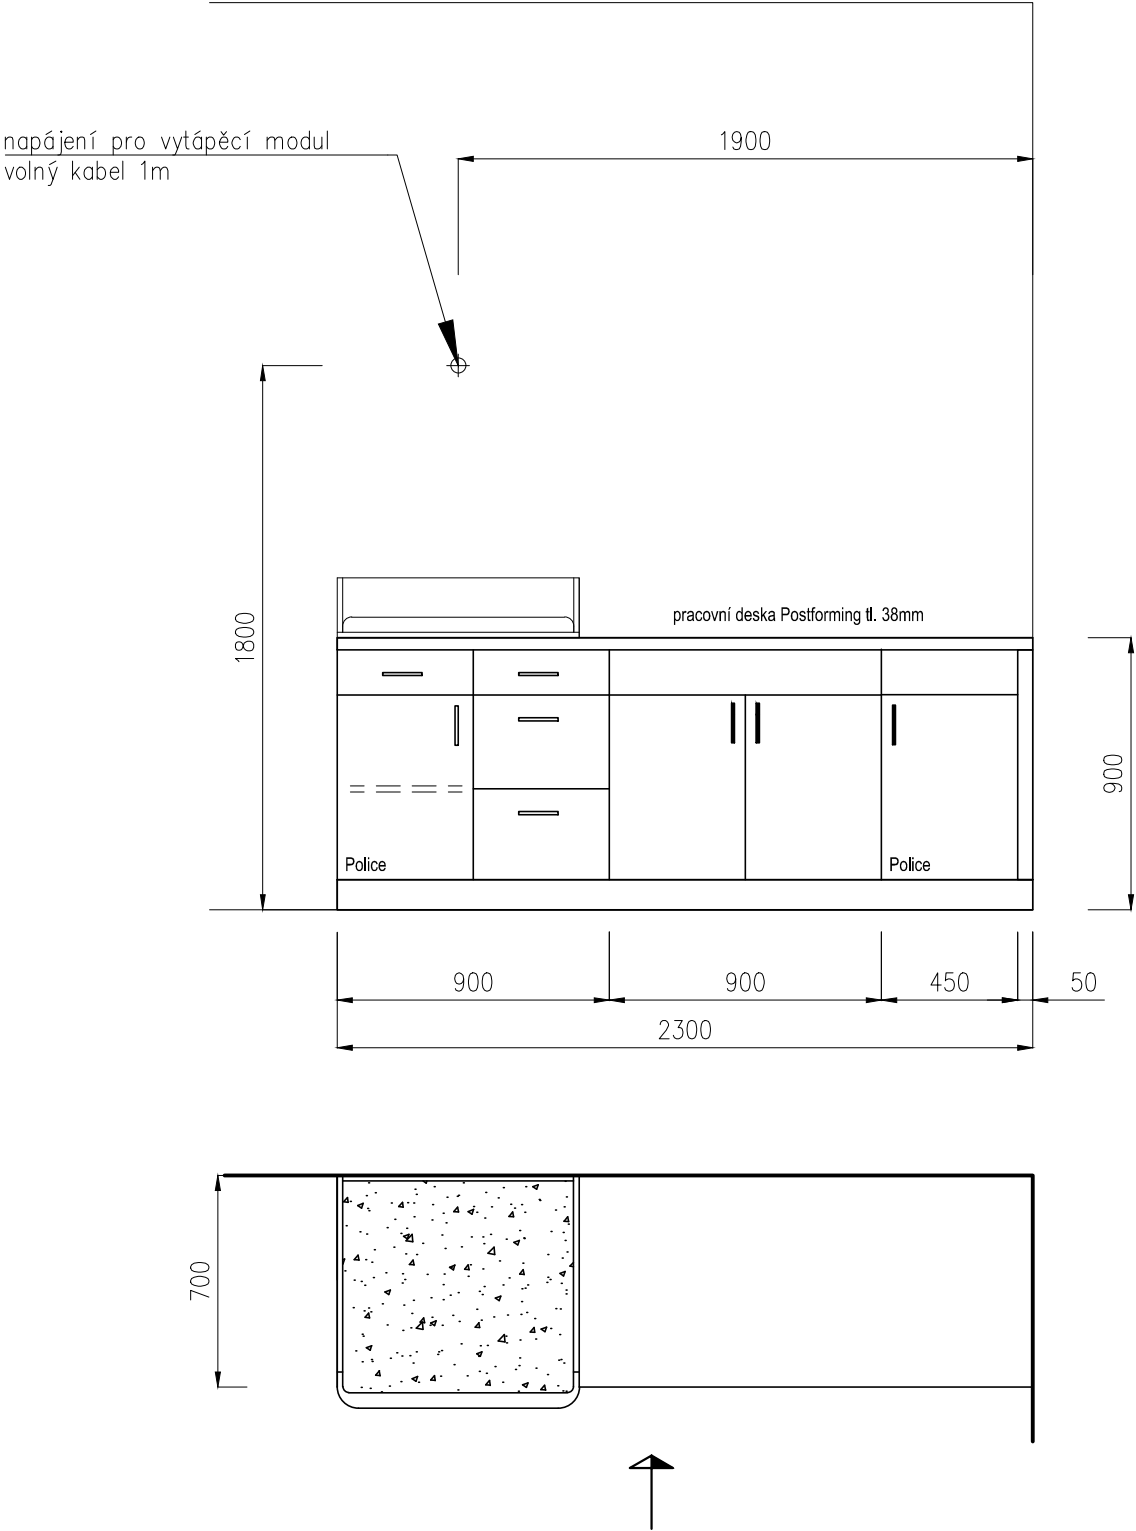 napájení pro vytápěcí modul
volný kabel 1m
1900
1800
pracovní deska Postforming tl. 38mm
900
Police
Police
900
900
450
50
2300
700